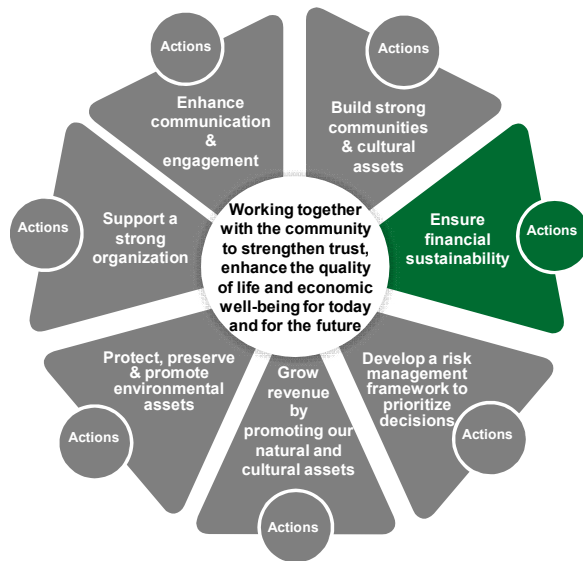 Actions
Enhance
communication
&
engagement
Actions
Build strong
communities
& cultural
assets
Actions
Ensure
financial
sustainability
Actions
Develop a risk
management
framework to
prioritize
decisions
Actions
Grow
revenue
by
promoting our
natural and
cultural assets
Actions
Protect, preserve
& promote
environmental
assets
Actions
Support a
strong
organization
Working together
with the community
to strengthen trust,
enhance the quality
of life and economic
well-being for today
and for the future